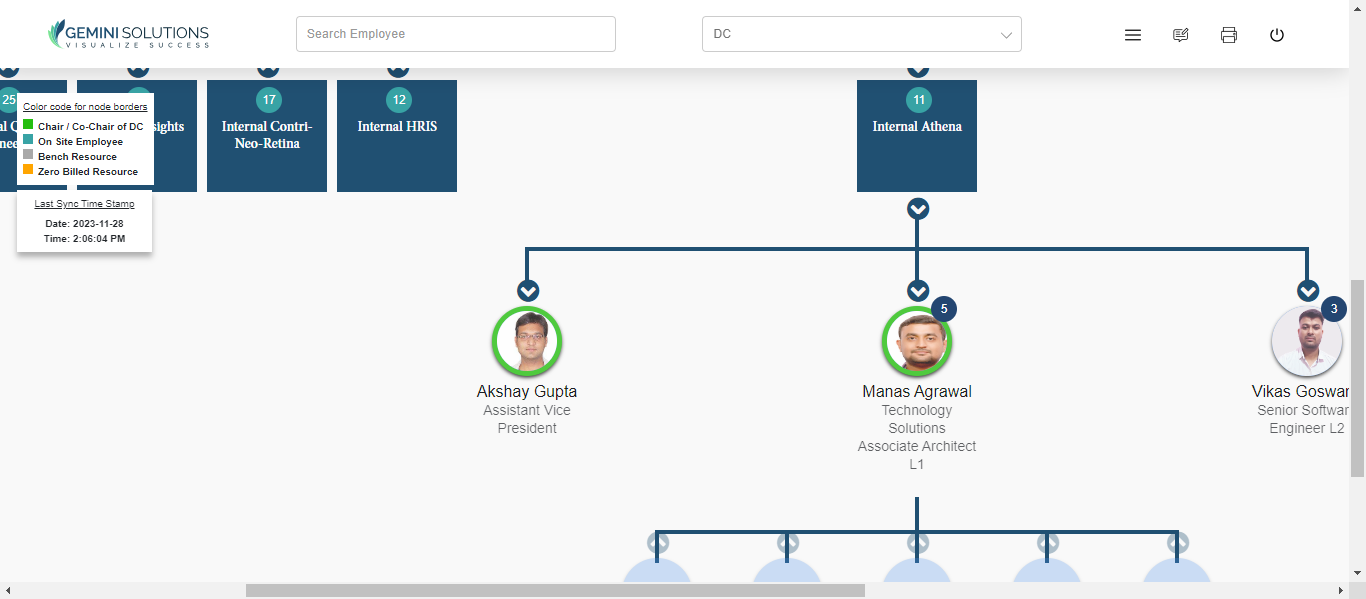 GEMINI SOLUTIONS
VISUALIZE SUCCESS
Search Employee
DC
25
17
12
11
Internal Contri-
Neo-Retina
Internal HRIS
Internal Athena
Color code for node borders
Chair / Co-Chair of DC
On Site Employee
Bench Resource
Zero Billed Resource
Last Sync Time Stamp
Date: 2023-11-28
Time: 2:06:04 PM
5
3
Akshay Gupta
Assistant Vice
President
Manas Agrawal
Technology
Solutions
Associate Architect
L1
Vikas Goswar
Senior Softwar
Engineer L2